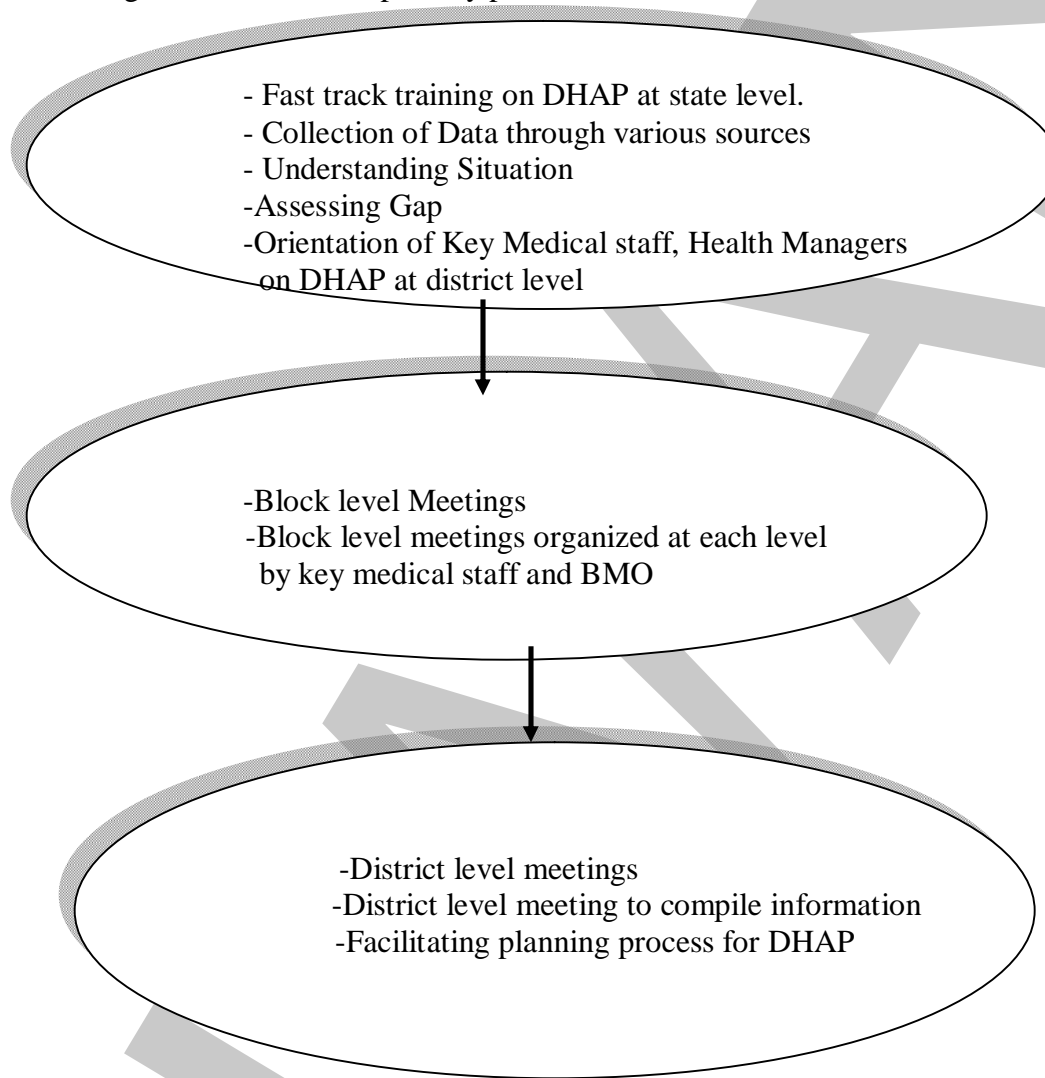 - Fast track training on DHAP at state level.
- Collection of Data through various sources
- Understanding Situation
-Assessing Gap
-Orientation of Key Medical staff, Health Managers
on DHAP at district level
-Block level Meetings
-Block level meetings organized at each level
by key medical staff and BMO
-District level meetings
-District level meeting to compile information
-Facilitating planning process for DHAP